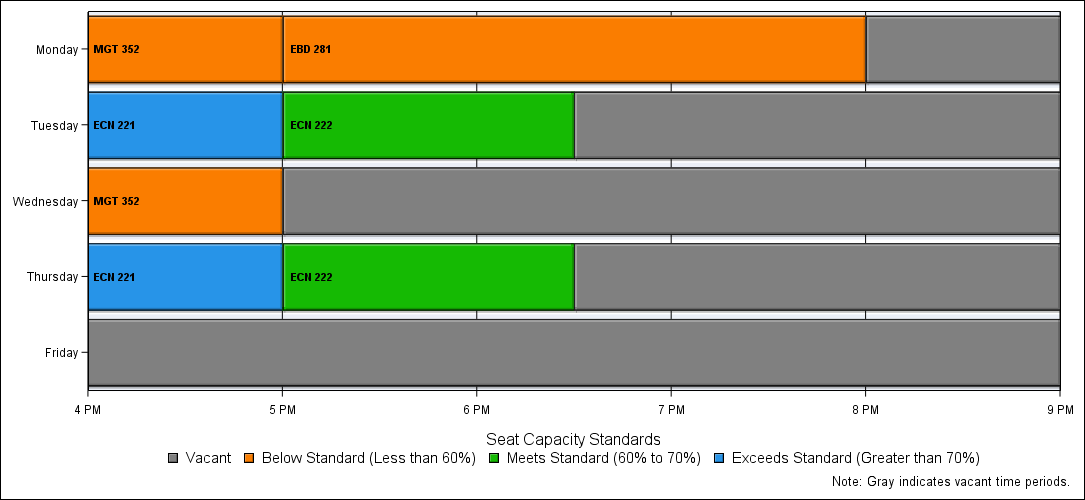 Monday
MGT 352
EBD 281
Tuesday
ECN 221
ECN 222
Wednesday
MGT 352
Thursday
ECN 221
ECN 222
Friday
4 PM 5 PM 6 PM 7 PM 8 PM 9 PM
Seat Capacity Standards
Vacant Below Standard (Less than 60%) Meets Standard (60% to 70%) Exceeds Standard (Greater than 70%)
Note: Gray indicates vacant time periods.